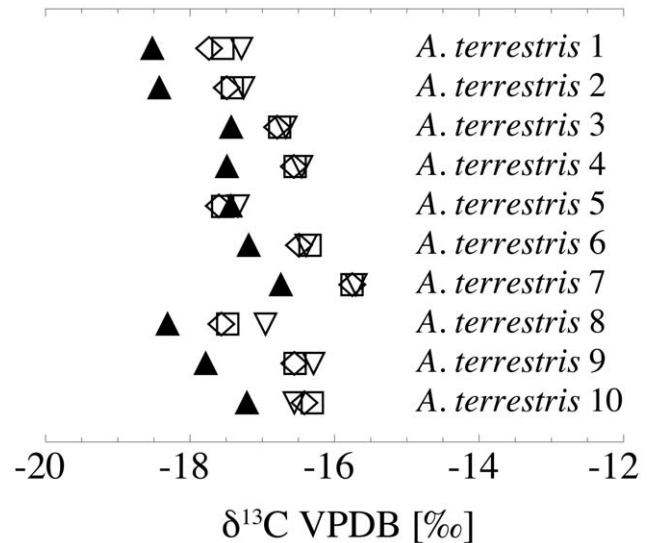 A. terrestris 1
A. terrestris 2
A. terrestris 3
A. terrestris 4
A. terrestris 5
A. terrestris 6
A. terrestris 7
A. terrestris 8
A. terrestris 9
A. terrestris 10
-20 -18 -16 -14 -12
δ¹³C VPDB [‰]